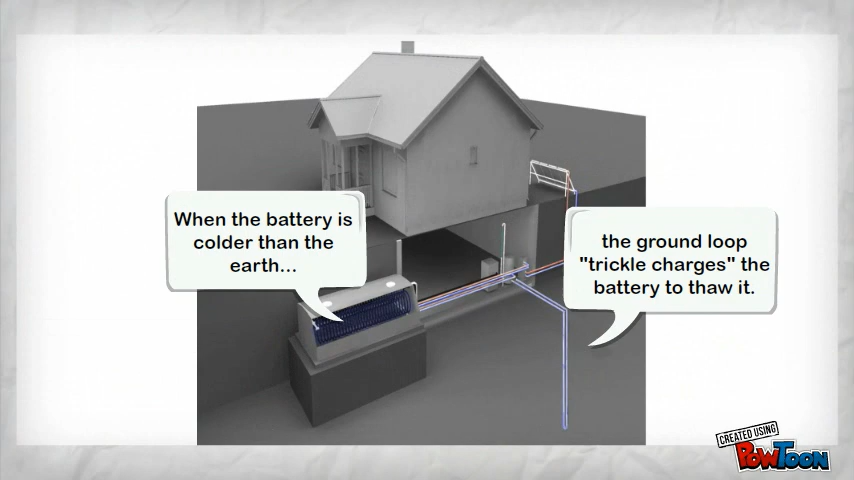 When the battery is
colder than the
earth...
the ground loop
"trickle charges" the
battery to thaw it.
CREATED USING
POWTOON